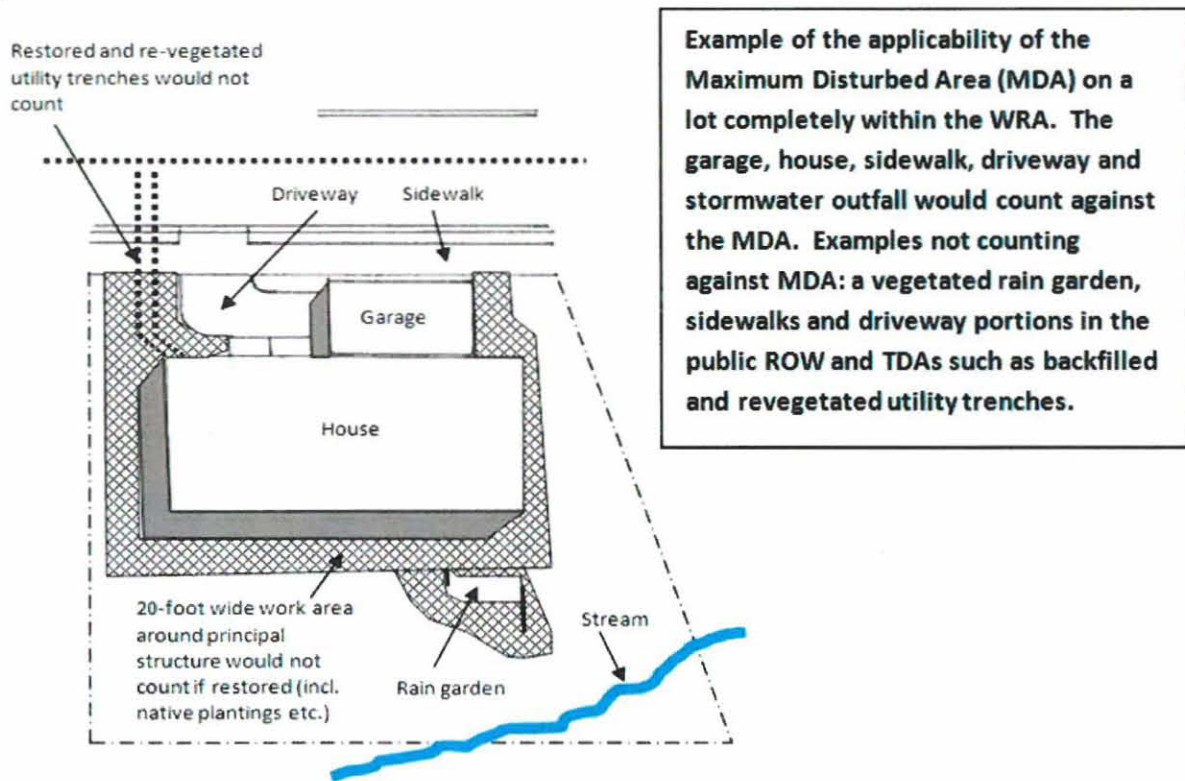 Restored and re-vegetated
utility trenches would not
count
Example of the applicability of the
Maximum Disturbed Area (MDA) on a
lot completely within the WRA. The
garage, house, sidewalk, driveway and
stormwater outfall would count against
the MDA. Examples not counting
against MDA: a vegetated rain garden,
sidewalks and driveway portions in the
public ROW and TDAs such as backfilled
and revegetated utility trenches.
Driveway
Sidewalk
Garage
House
20-foot wide work area
around principal
structure would not
count if restored (incl.
native plantings etc.)
Rain garden
Stream